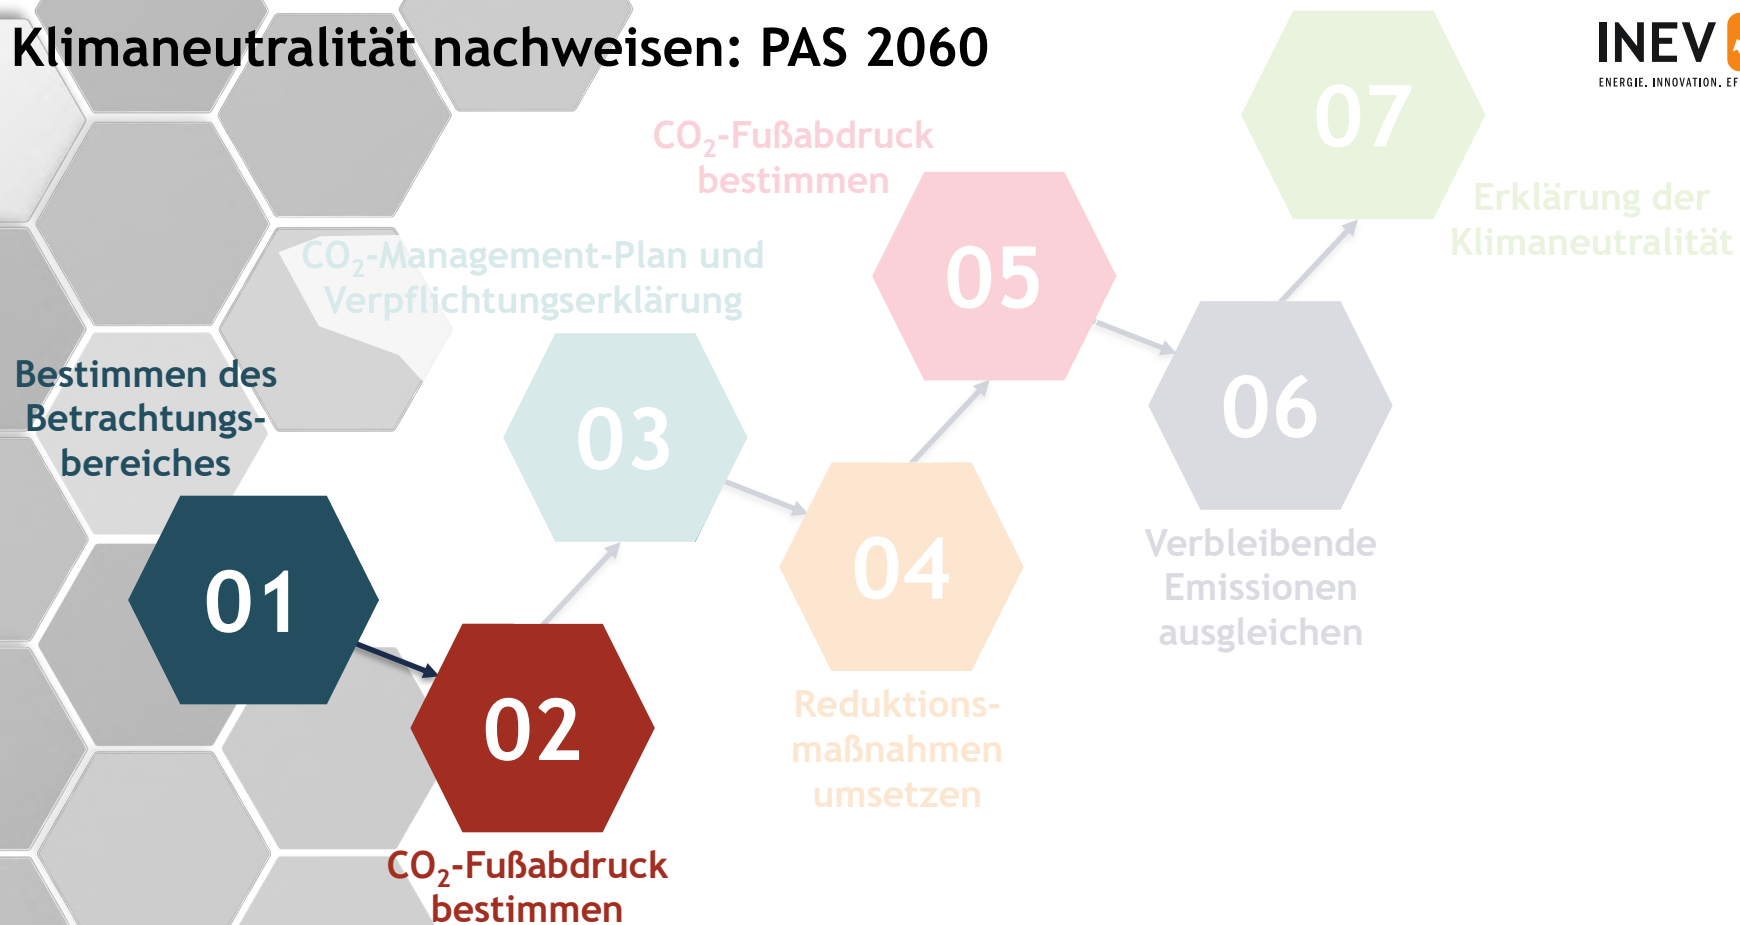 Klimaneutralität nachweisen: PAS 2060
INEV
ENERGIE. INNOVATION.
01
Bestimmen des
Betrachtungs-
bereiches
02
CO₂-Fußabdruck
bestimmen
03
CO₂-Management-Plan und
Verpflichtungserklärung
04
Reduktions-
maßnahmen
umsetzen
05
CO₂-Fußabdruck
bestimmen
06
Verbleibende
Emissionen
ausgleichen
07
Erklärung der
Klimaneutralität